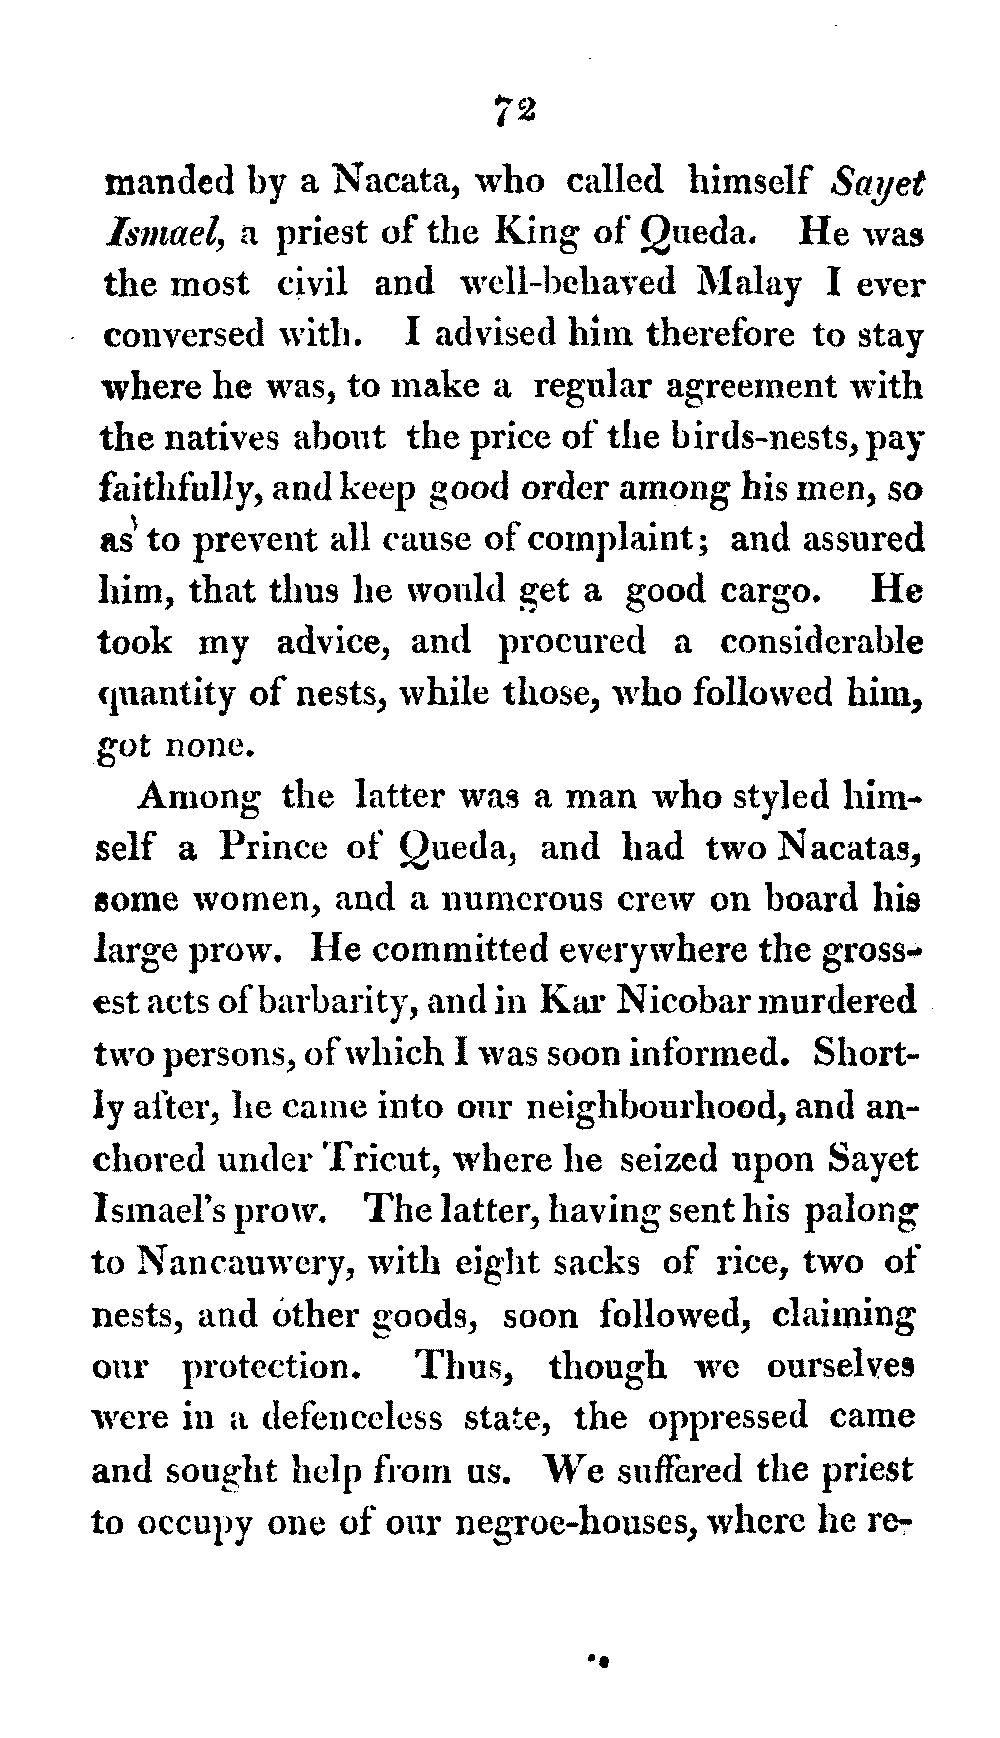 72
manded by a Nacata, who called himself Sayet
Ismael, a priest of the King of Queda. He was
the most civil and well-behaved Malay I ever
conversed with. I advised him therefore to stay
where he was, to make a regular agreement with
the natives about the price of the birds-nests, pay
faithfully, and keep good order among his men, so
as to prevent all cause of complaint; and assured
him, that thus he would get a good cargo. He
took my advice, and procured a considerable
quantity of nests, while those, who followed him,
got none.
Among the latter was a man who styled him-
self a Prince of Queda, and had two Nacatas,
some women, and a numerous crew on board his
large prow. He committed everywhere the gross-
est acts of barbarity, and in Kar Nicobar murdered
two persons, of which I was soon informed. Short-
ly after, he came into our neighbourhood, and an-
chored under Tricut, where he seized upon Sayet
Ismael's prow. The latter, having sent his palong
to Nancauwery, with eight sacks of rice, two of
nests, and other goods, soon followed, claiming
our protection. Thus, though we ourselves
were in a defenceless state, the oppressed came
and sought help from us. We suffered the priest
to occupy one of our negroe-houses, where he re-